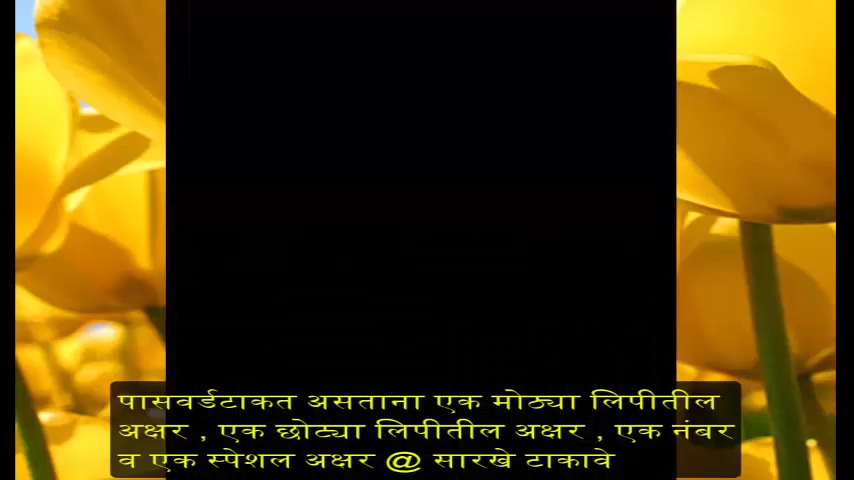 पासवर्डटाकत असताना एक मोठ्या लिपीतील
अक्षर , एक छोट्या लिपीतील अक्षर , एक नंबर
व एक स्पेशल अक्षर @ सारखे टाकावे